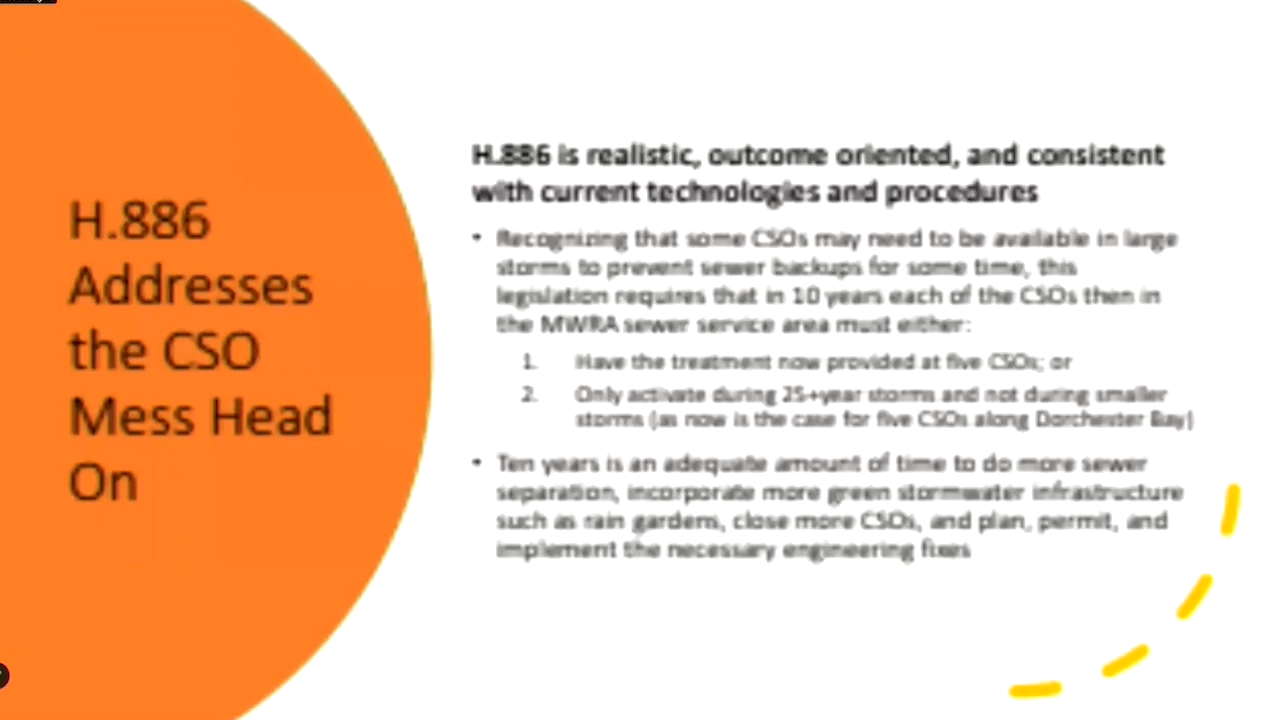 H.886
Addresses
the CSO
Mess Head
On
H.886 is realistic, outcome oriented, and consistent
with current technologies and procedures
• Recognizing that some CSOs may need to be available in large
storms to prevent sewer backups for some time, this
legislation requires that in 10 years each of the CSOs then in
the MWRA sewer service area must either:
1. Have the treatment now provided at five CSOs; or
2. Only activate during 25+year storms and not during smaller
storms (as now is the case for five CSOs along Dorchester Bay)
• Ten years is an adequate amount of time to do more sewer
separation, incorporate more green stormwater infrastructure
such as rain gardens, close more CSOs, and plan, permit, and
implement the necessary engineering fixes